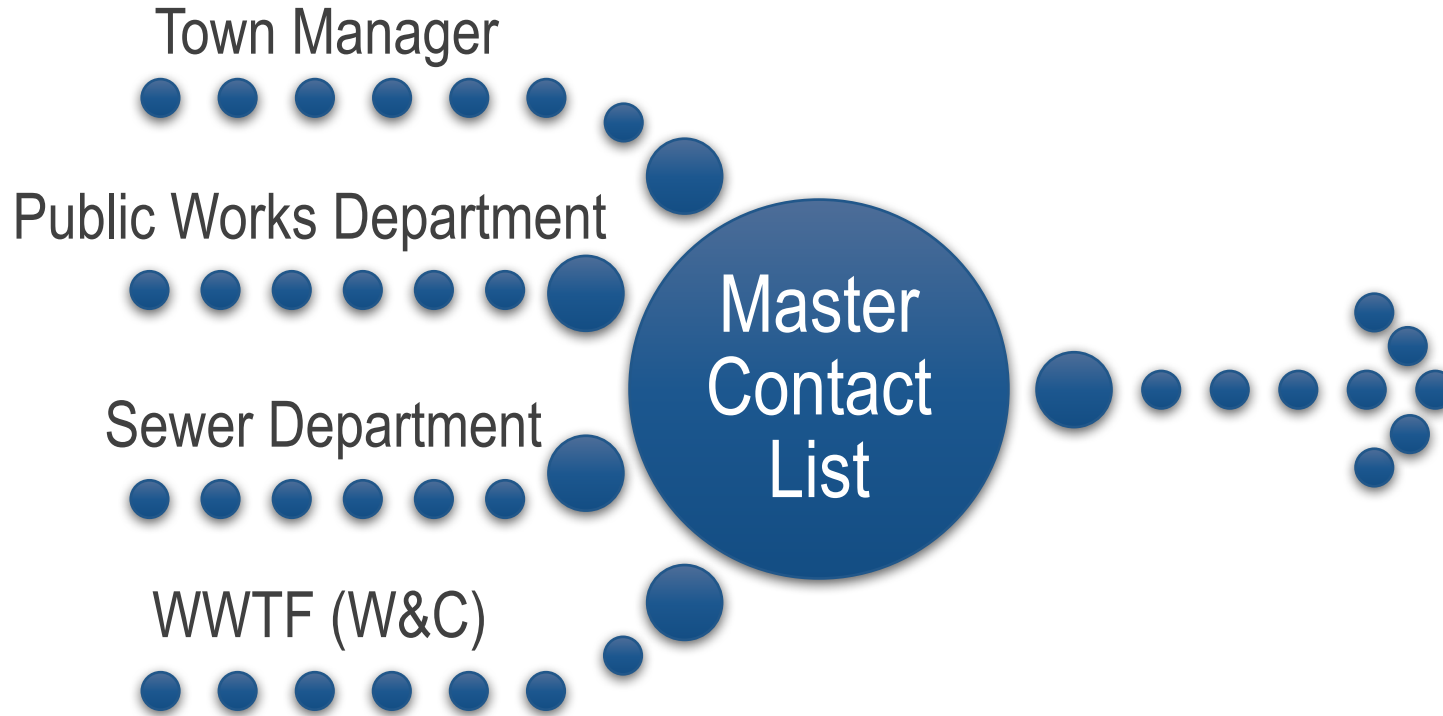 Town Manager
Public Works Department
Sewer Department
WWTF (W&C)
Master
Contact
List